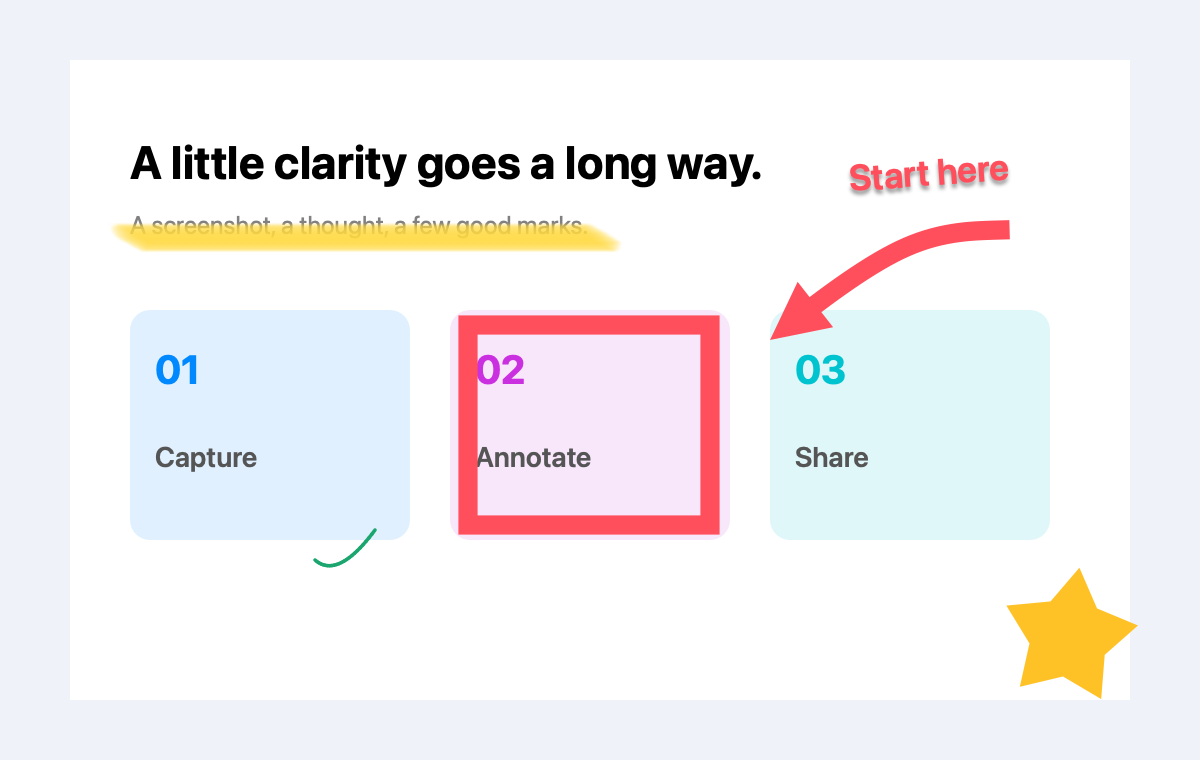 A little clarity goes a long way.
Start here
A screenshot, a thought, a few good marks.
01
Capture
02
Annotate
03
Share